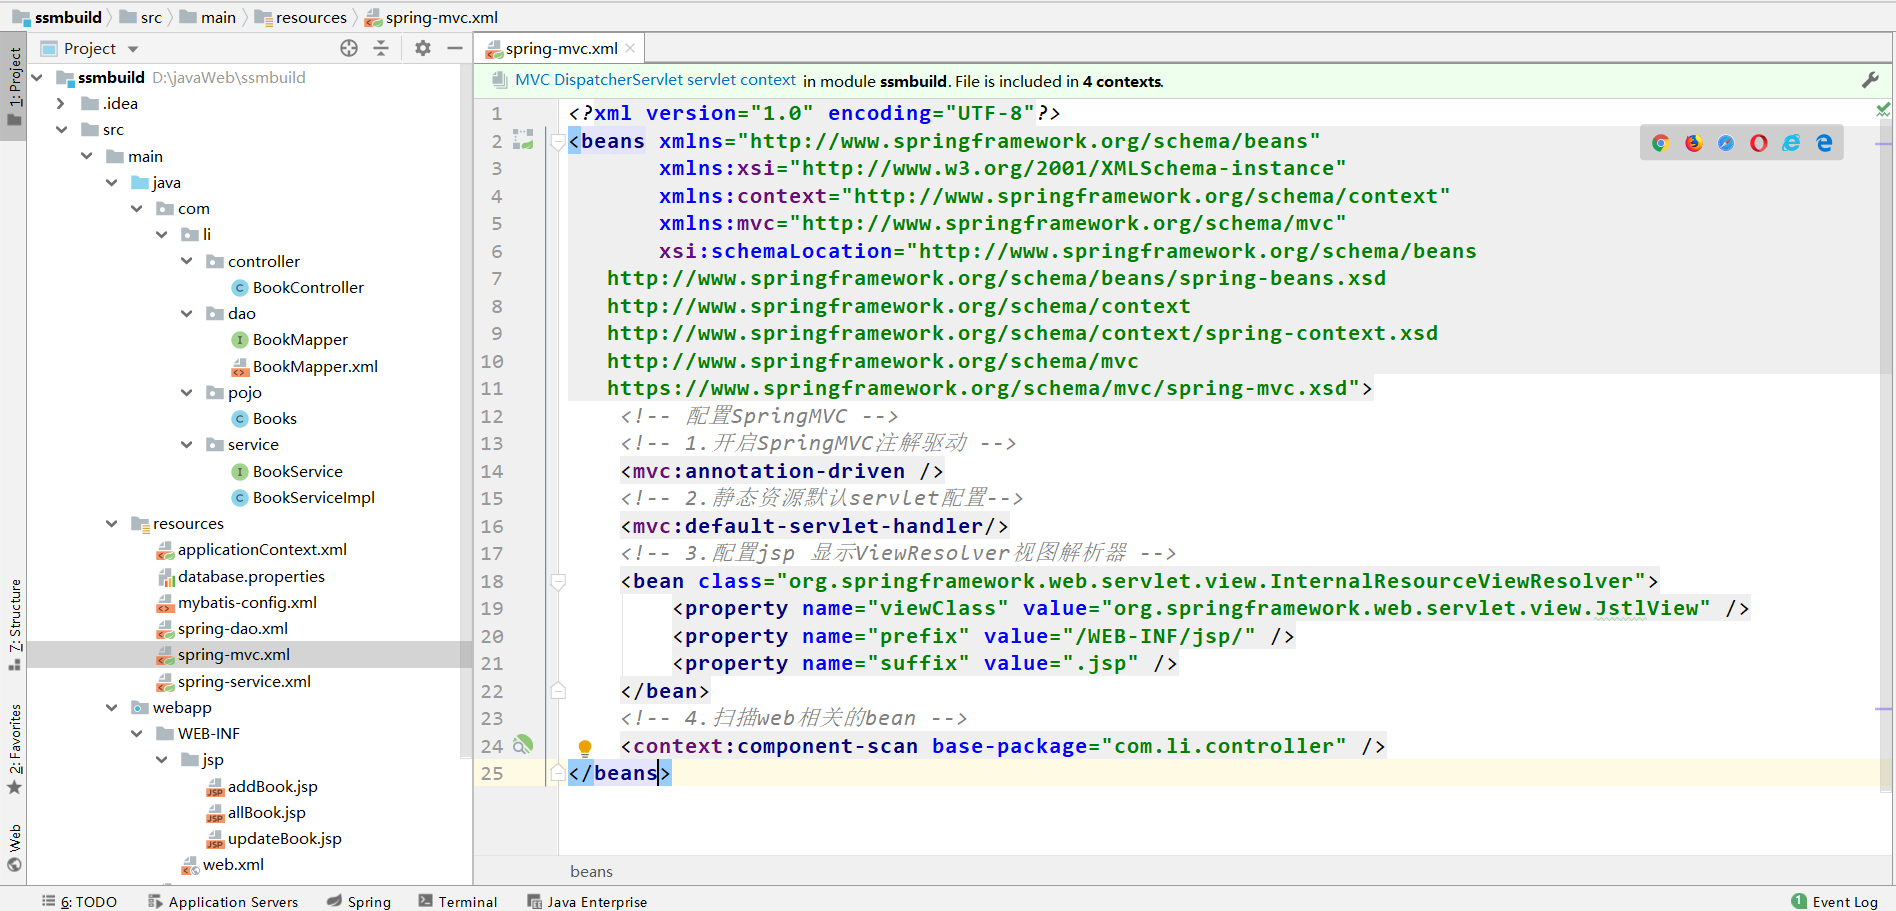 ssmbuild
src
main
resources
spring-mvc.xml
1: Project
7: Structure
2: Favorites
Web
Project
ssmbuild D:\javaWeb\ssmbuild
.idea
src
main
java
com
li
controller
BookController
dao
BookMapper
BookMapper.xml
pojo
Books
service
BookService
BookServiceImpl
resources
applicationContext.xml
database.properties
mybatis-config.xml
spring-dao.xml
spring-mvc.xml
spring-service.xml
webapp
WEB-INF
jsp
addBook.jsp
allBook.jsp
updateBook.jsp
web.xml
spring-mvc.xml
MVC DispatcherServlet servlet context in module ssmbuild. File is included in 4 contexts.
1 <?xml version="1.0" encoding="UTF-8"?>
2 <beans xmlns="http://www.springframework.org/schema/beans"
3 xmlns:xsi="http://www.w3.org/2001/XMLSchema-instance"
4 xmlns:context="http://www.springframework.org/schema/context"
5 xmlns:mvc="http://www.springframework.org/schema/mvc"
6 xsi:schemaLocation="http://www.springframework.org/schema/beans
7 http://www.springframework.org/schema/beans/spring-beans.xsd
8 http://www.springframework.org/schema/context
9 http://www.springframework.org/schema/context/spring-context.xsd
10 http://www.springframework.org/schema/mvc
11 https://www.springframework.org/schema/mvc/spring-mvc.xsd">
12 <!-- 配置SpringMVC -->
13 <!-- 1.开启SpringMVC注解驱动 -->
14 <mvc:annotation-driven />
15 <!-- 2.静态资源默认servlet配置-->
16 <mvc:default-servlet-handler/>
17 <!-- 3.配置jsp 显示ViewResolver视图解析器 -->
18 <bean class="org.springframework.web.servlet.view.InternalResourceViewResolver">
19 <property name="viewClass" value="org.springframework.web.servlet.view.JstlView" />
20 <property name="prefix" value="/WEB-INF/jsp/" />
21 <property name="suffix" value=".jsp" />
22 </bean>
23 <!-- 4.扫描web相关的bean -->
24 <context:component-scan base-package="com.li.controller" />
25 </beans>
beans
6: TODO
Application Servers
Spring
Terminal
Java Enterprise
1 Event Log